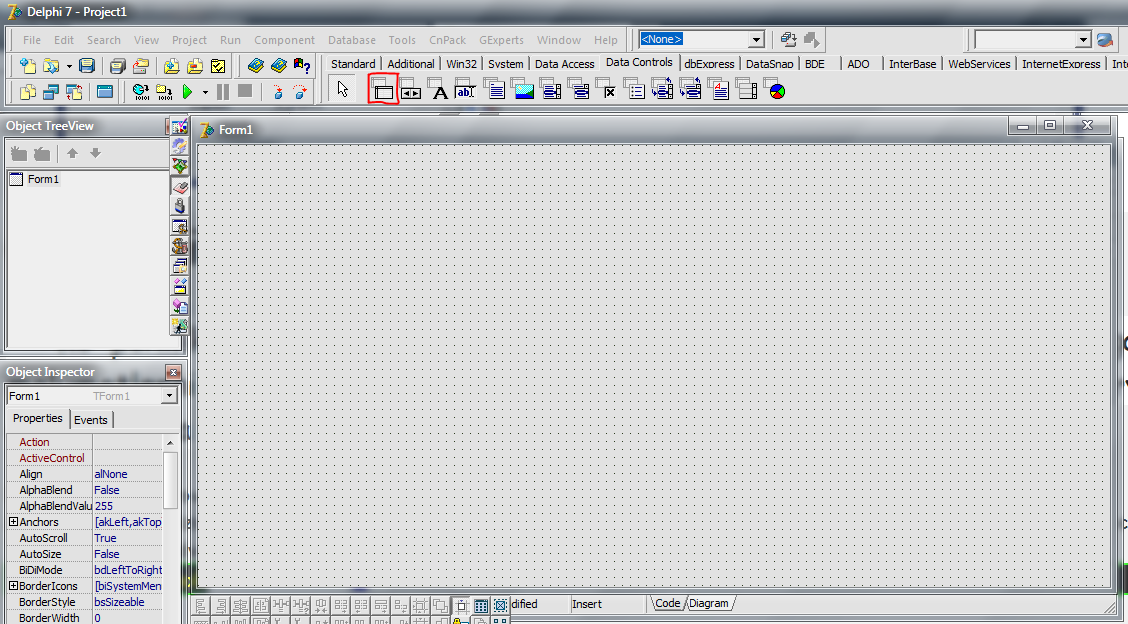 Delphi 7 - Project1
File Edit Search View Project Run Component Database Tools CnPack GExperts Window Help
<None>
Standard Additional Win32 System Data Access Data Controls dbExpress DataSnap BDE ADO InterBase WebServices InternetExpress
A
abI
Object TreeView
Form1
Form1
Object Inspector
Form1 TForm1
Properties Events
Action
ActiveControl
Align alNone
AlphaBlend False
AlphaBlendValu 255
Anchors [akLeft,akTop
AutoScroll True
AutoSize False
BiDiMode bdLeftToRight
BorderIcons [biSystemMen
BorderStyle bsSizeable
BorderWidth 0
dified Insert Code Diagram